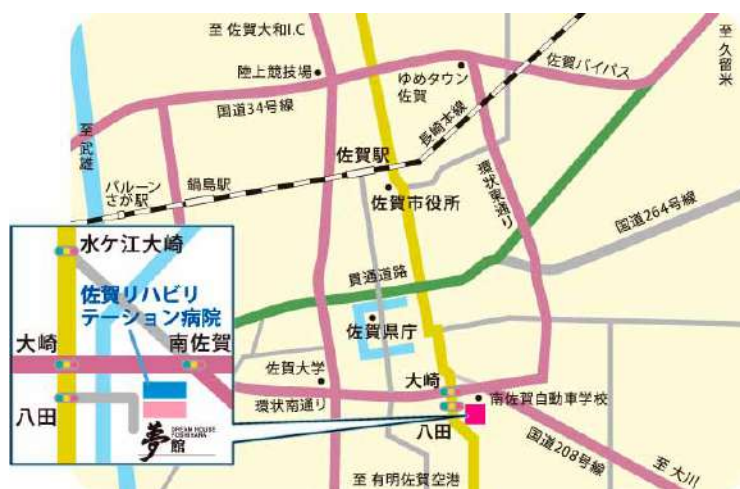 至 佐賀大和I.C
至 久留米
陸上競技場
ゆめタウン
佐賀
佐賀バイパス
国道34号線
至 武雄
長崎本線
佐賀駅
鍋島駅
バルーン
さが駅
環状東通り
佐賀市役所
国道264号線
水ケ江大崎
貫通道路
佐賀リハビリ
テーション病院
佐賀県庁
大崎
南佐賀
佐賀大学
大崎
南佐賀自動車学校
環状南通り
八田
八田
DREAM HOUSE
YOSHIHARA
夢館
国道208号線
至 大川
至 有明佐賀空港